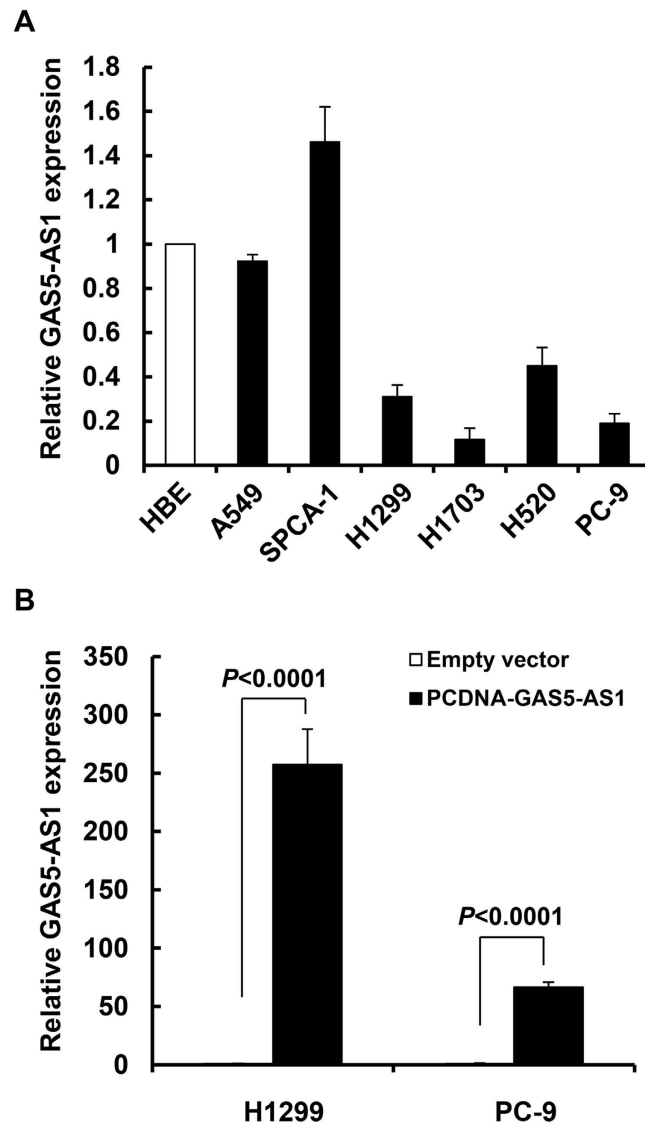 A
Relative GAS5-AS1 expression
1.8
1.6
1.4
1.2
1
0.8
0.6
0.4
0.2
0
HBE
A549
SPCA-1
H1299
H1703
H520
PC-9
B
Relative GAS5-AS1 expression
350
300
250
200
150
100
50
0
Empty vector
PCDNA-GAS5-AS1
P<0.0001
P<0.0001
H1299
PC-9